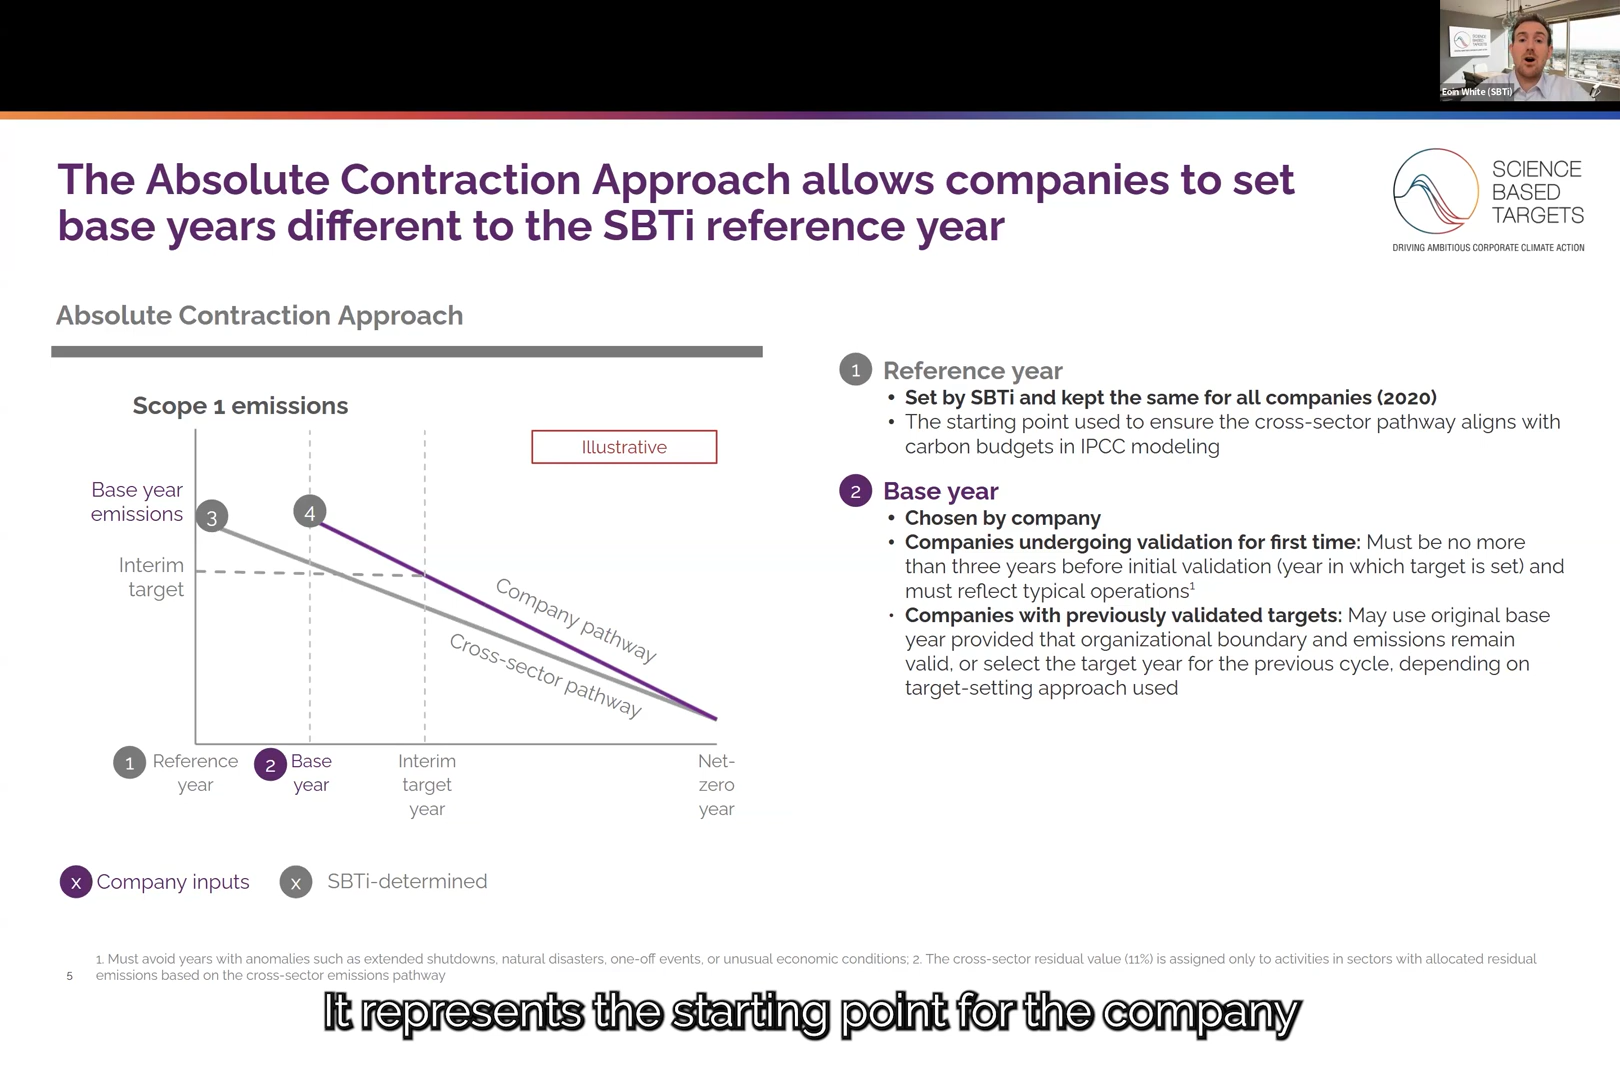 Eoin White (SBTi)
The Absolute Contraction Approach allows companies to set
base years different to the SBTi reference year
SCIENCE
BASED
TARGETS
DRIVING AMBITIOUS CORPORATE CLIMATE ACTION
Absolute Contraction Approach
Scope 1 emissions
Illustrative
Base year
emissions
3
4
Interim
target
Company pathway
Cross-sector pathway
1 Reference
year
2 Base
year
Interim
target
year
Net-
zero
year
x Company inputs
x SBTi-determined
1 Reference year
• Set by SBTi and kept the same for all companies (2020)
• The starting point used to ensure the cross-sector pathway aligns with
carbon budgets in IPCC modeling
2 Base year
• Chosen by company
• Companies undergoing validation for first time: Must be no more
than three years before initial validation (year in which target is set) and
must reflect typical operations¹
• Companies with previously validated targets: May use original base
year provided that organizational boundary and emissions remain
valid, or select the target year for the previous cycle, depending on
target-setting approach used
1. Must avoid years with anomalies such as extended shutdowns, natural disasters, one-off events, or unusual economic conditions; 2. The cross-sector residual value (11%) is assigned only to activities in sectors with allocated residual
emissions based on the cross-sector emissions pathway
5
It represents the starting point for the company